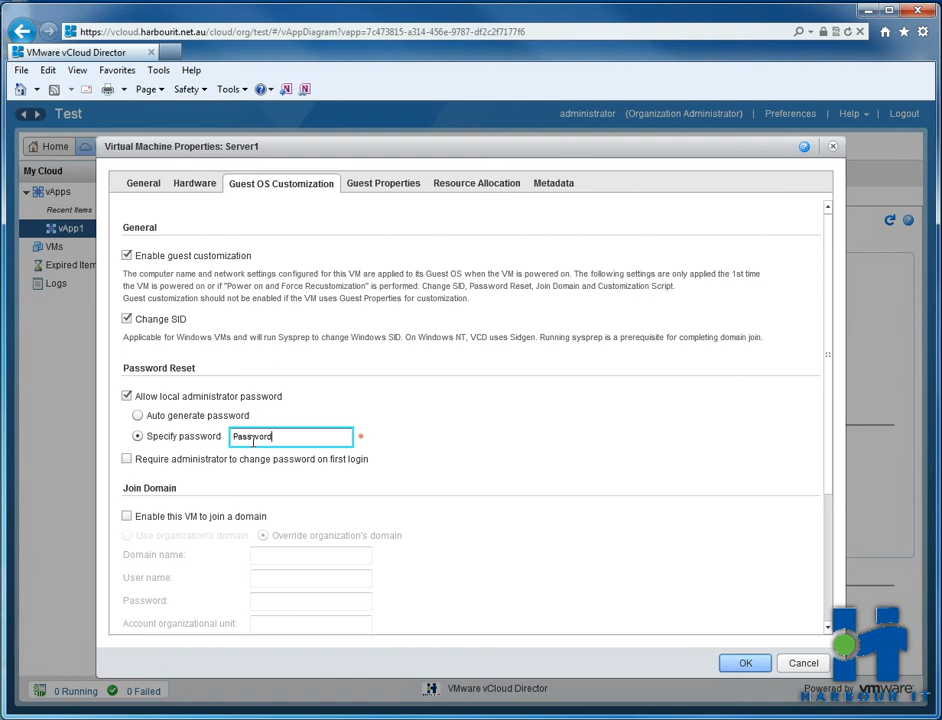 https://vcloud.harbourit.net.au/cloud/org/test/#/vAppDiagram?vapp=7c473815-a314-456e-9787-df2c2f7177f6
VMware vCloud Director
File Edit View Favorites Tools Help
Page Safety Tools
Test
administrator (Organization Administrator) Preferences Help Logout
Home
Virtual Machine Properties: Server1
My Cloud
General Hardware Guest OS Customization Guest Properties Resource Allocation Metadata
vApps
Recent Items
vApp1
VMs
Expired Item
Logs
General
Enable guest customization
The computer name and network settings configured for this VM are applied to its Guest OS when the VM is powered on. The following settings are only applied the 1st time
the VM is powered on or if "Power on and Force Recustomization" is performed: Change SID, Password Reset, Join Domain and Customization Script.
Guest customization should not be enabled if the VM uses Guest Properties for customization.
Change SID
Applicable for Windows VMs and will run Sysprep to change Windows SID. On Windows NT, VCD uses Sidgen. Running sysprep is a prerequisite for completing domain join.
Password Reset
Allow local administrator password
Auto generate password
Specify password Password *
Require administrator to change password on first login
Join Domain
Enable this VM to join a domain
Use organization's domain Override organization's domain
Domain name:
User name:
Password:
Account organizational unit:
OK Cancel
0 Running 0 Failed
VMware vCloud Director
Powered by vmware
HARBOUR IT